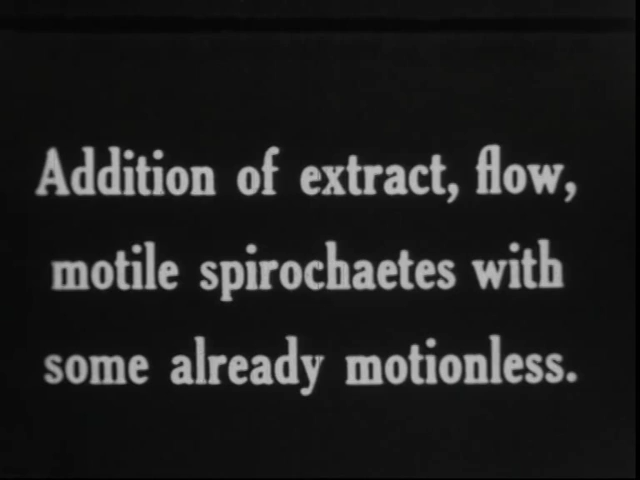 Addition of extract, flow,
motile spirochaetes with
some already motionless.